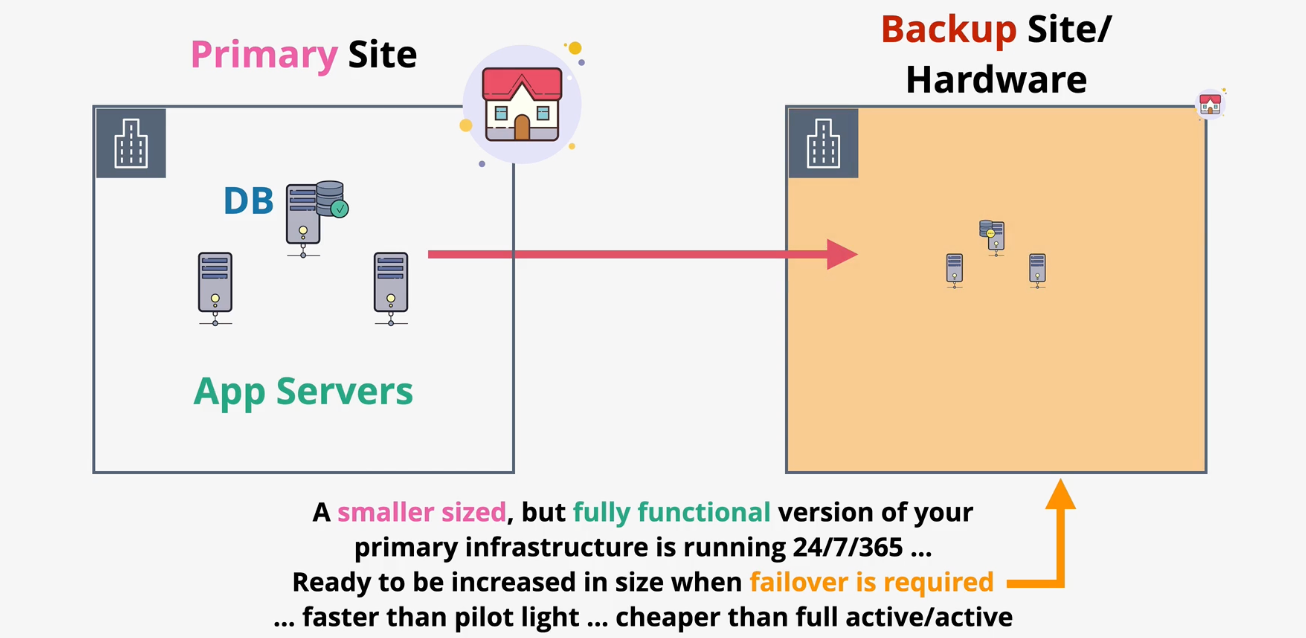 Primary Site
Backup Site/
Hardware
DB
App Servers
A smaller sized, but fully functional version of your
primary infrastructure is running 24/7/365 ...
Ready to be increased in size when failover is required
... faster than pilot light ... cheaper than full active/active